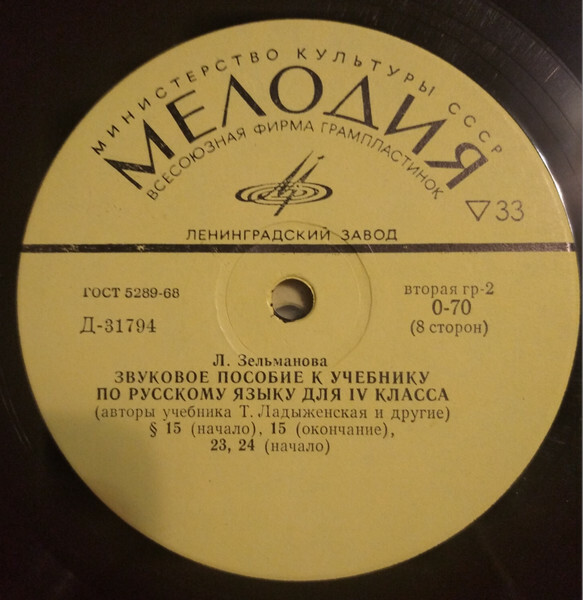 МИНИСТЕРСТВО КУЛЬТУРЫ СССР
МЕЛОДИЯ
ВСЕСОЮЗНАЯ ФИРМА ГРАМПЛАСТИНОК
▽33
ЛЕНИНГРАДСКИЙ ЗАВОД
ГОСТ 5289-68
Д-31794
вторая гр-2
0-70
(8 сторон)
Л. Зельманова
ЗВУКОВОЕ ПОСОБИЕ К УЧЕБНИКУ
ПО РУССКОМУ ЯЗЫКУ ДЛЯ IV КЛАССА
(авторы учебника Т. Ладыженская и другие)
§ 15 (начало), 15 (окончание),
23, 24 (начало)